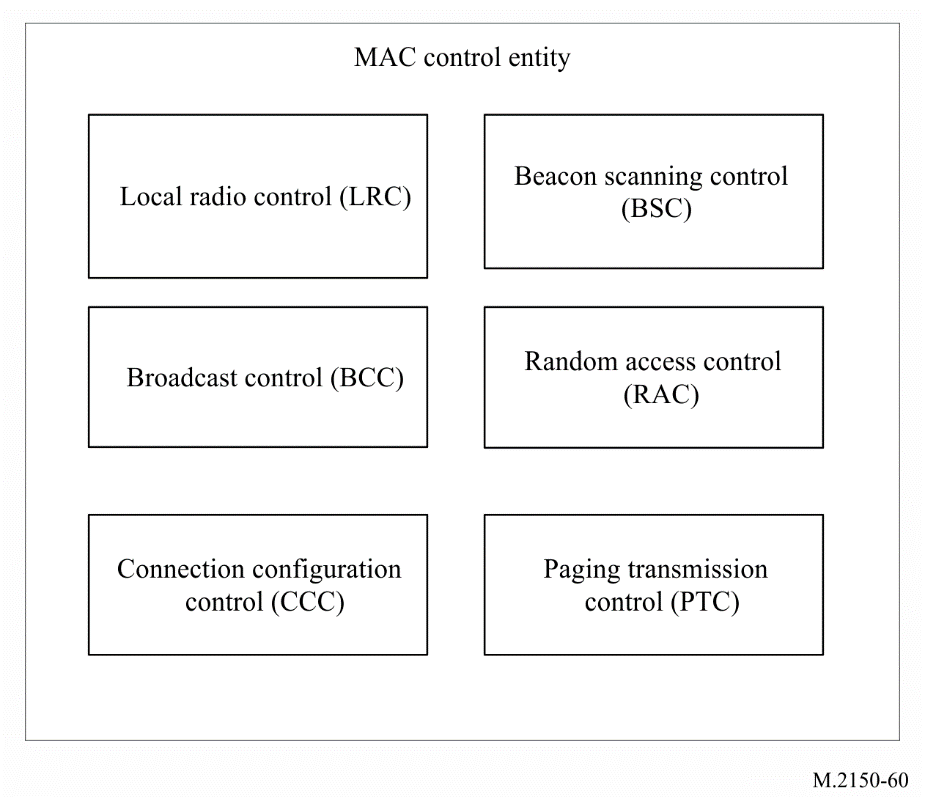 MAC control entity
Local radio control (LRC)
Beacon scanning control
(BSC)
Broadcast control (BCC)
Random access control
(RAC)
Connection configuration
control (CCC)
Paging transmission
control (PTC)
M.2150-60